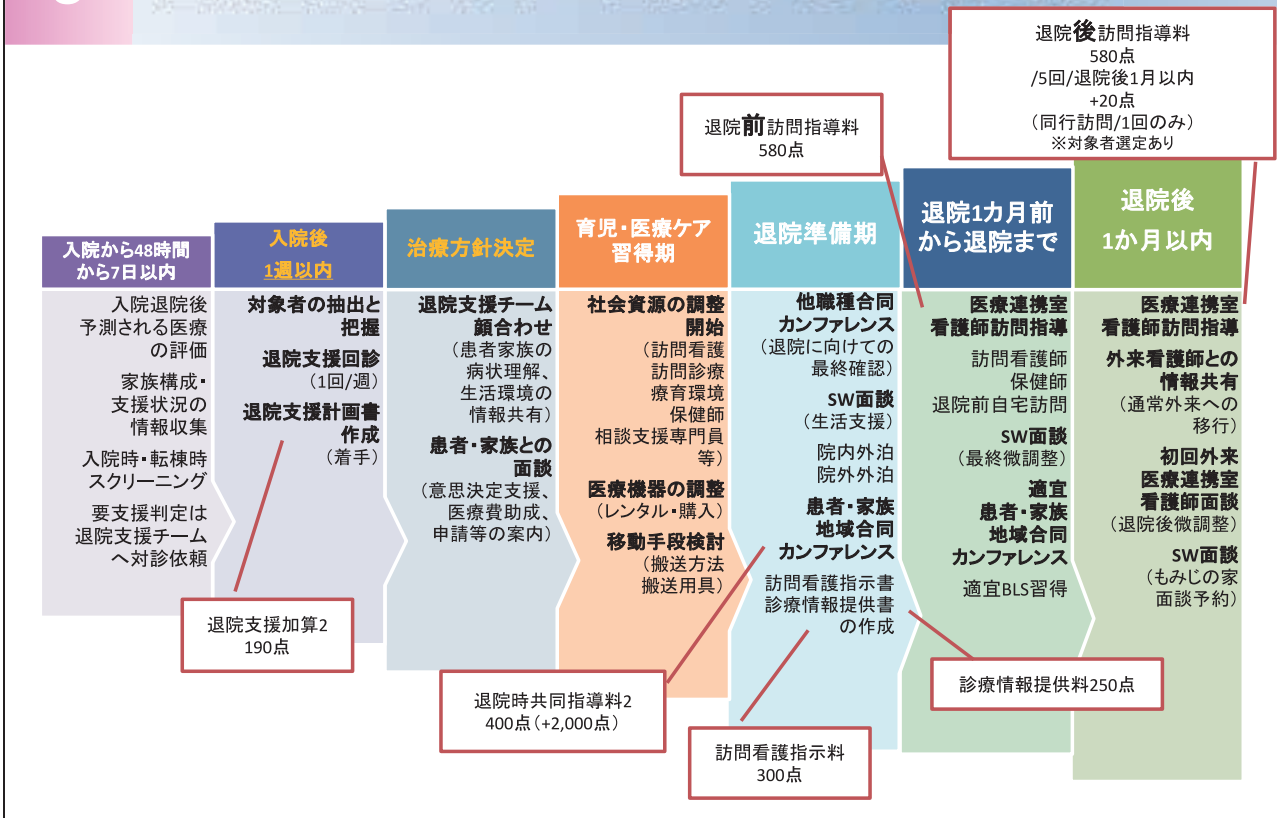 退院後訪問指導料
580点
/5回/退院後1月以内
+20点
(同行訪問/1回のみ)
※対象者選定あり
退院前訪問指導料
580点
入院から48時間
から7日以内
入院退院後
予測される医療
の評価
家族構成・
支援状況の
情報収集
入院時・転棟時
スクリーニング
要支援判定は
退院支援チーム
へ対診依頼
入院後
1週以内
対象者の抽出と
把握
退院支援回診
(1回/週)
退院支援計画書
作成
(着手)
退院支援加算2
190点
治療方針決定
退院支援チーム
顔合わせ
(患者家族の
病状理解、
生活環境の
情報共有)
患者・家族との
面談
(意思決定支援、
医療費助成、
申請等の案内)
育児・医療ケア
習得期
社会資源の調整
開始
(訪問看護
訪問診療
療育環境
保健師
相談支援専門員
等)
医療機器の調整
(レンタル・購入)
移動手段検討
(搬送方法
搬送用具)
退院時共同指導料2
400点(+2,000点)
退院準備期
他職種合同
カンファレンス
(退院に向けての
最終確認)
SW面談
(生活支援)
院内外泊
院外外泊
患者・家族
地域合同
カンファレンス
訪問看護指示書
診療情報提供書
の作成
訪問看護指示料
300点
診療情報提供料250点
退院1カ月前
から退院まで
医療連携室
看護師訪問指導
訪問看護師
保健師
退院前自宅訪問
SW面談
(最終微調整)
適宜
患者・家族
地域合同
カンファレンス
適宜BLS習得
退院後
1か月以内
医療連携室
看護師訪問指導
外来看護師との
情報共有
(通常外来への
移行)
初回外来
医療連携室
看護師面談
(退院後微調整)
SW面談
(もみじの家
面談予約)